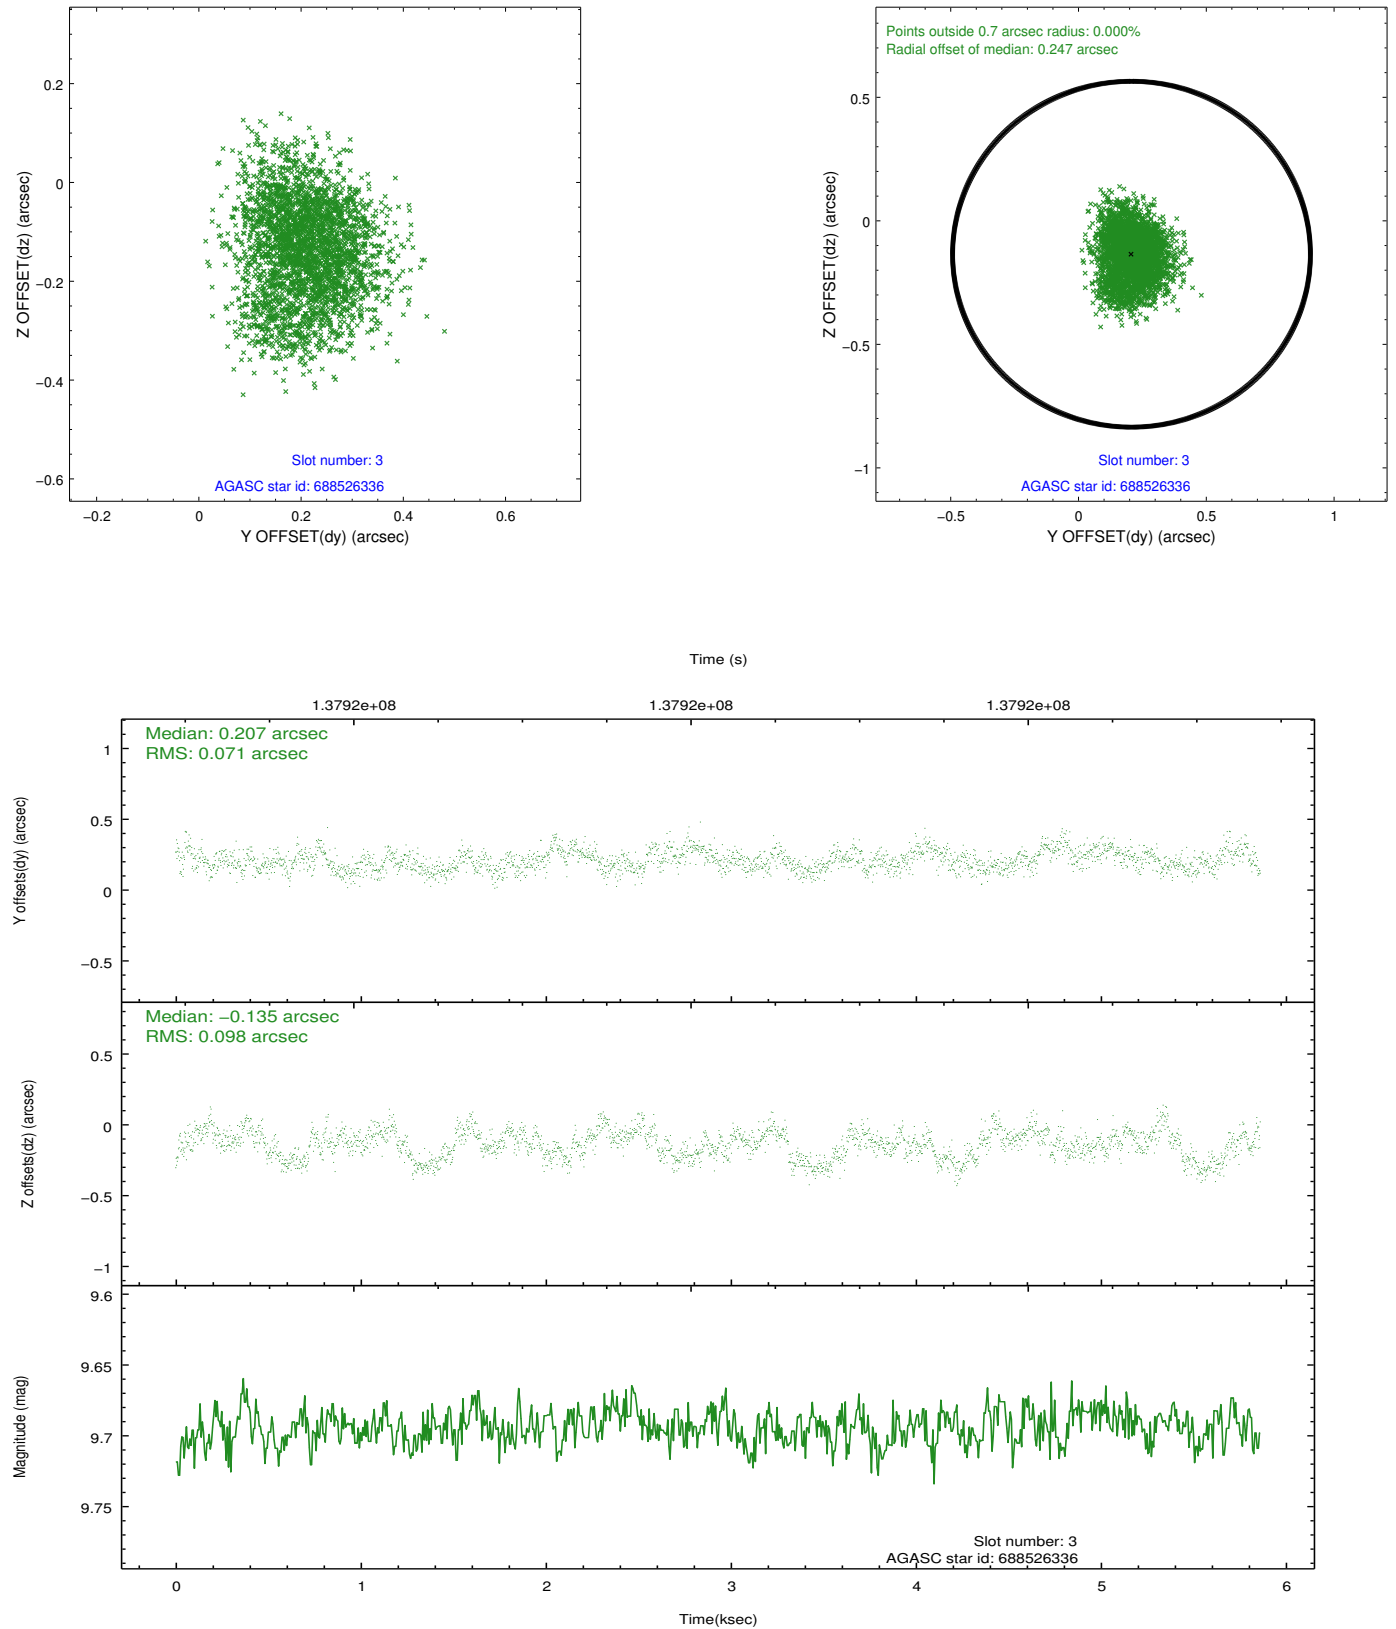 0.2
0
−0.2
−0.4
−0.6
Z OFFSET(dz) (arcsec)
Slot number: 3
AGASC star id: 688526336
−0.2
0
0.2
0.4
0.6
Y OFFSET(dy) (arcsec)
Points outside 0.7 arcsec radius: 0.000%
Radial offset of median: 0.247 arcsec
0.5
0
−0.5
−1
Z OFFSET(dz) (arcsec)
Slot number: 3
AGASC star id: 688526336
−0.5
0
0.5
1
Y OFFSET(dy) (arcsec)
Time (s)
1.3792e+08
1.3792e+08
1.3792e+08
Median: 0.207 arcsec
RMS: 0.071 arcsec
1
0.5
0
−0.5
Y offsets(dy) (arcsec)
Median: −0.135 arcsec
RMS: 0.098 arcsec
0.5
0
−0.5
−1
Z offsets(dz) (arcsec)
9.6
9.65
9.7
9.75
Magnitude (mag)
Slot number: 3
AGASC star id: 688526336
0
1
2
3
4
5
6
Time(ksec)